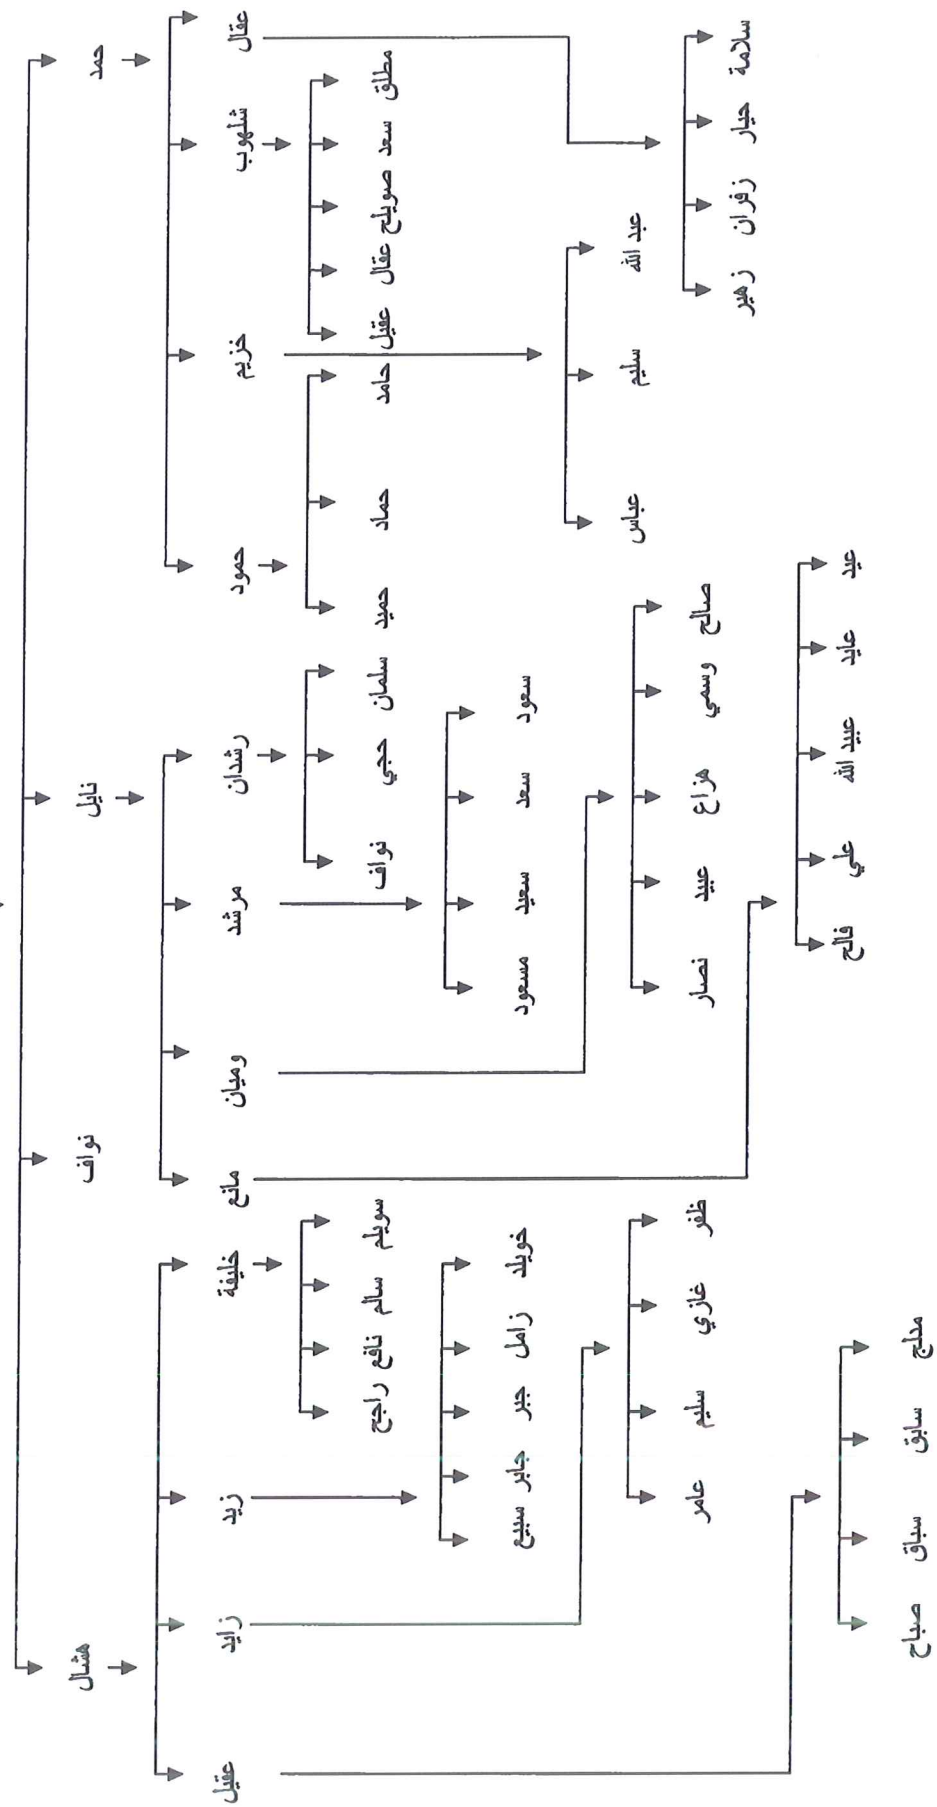 حمد نايل نواف هشال
عقال شلهوب خزيم حمود رشدان مرشد وميان مانع خليفة زيد زايد عقيل
مطلق سعد صويلح عقال عقيل حامد حماد حميد سلمان حجي نواف سويلم سالم نافع راجح
سعود سعد سعيد مسعود خويلد زامل جبر جابر سبيع
عبد الله سليم عباس
صالح وسمي هزاع عبيد نصار ظفر غازي سليم عامر
سلامة حيار زفران زهير
عيد عايد عبيد الله علي فالح
مدلج سابق سباق صباح